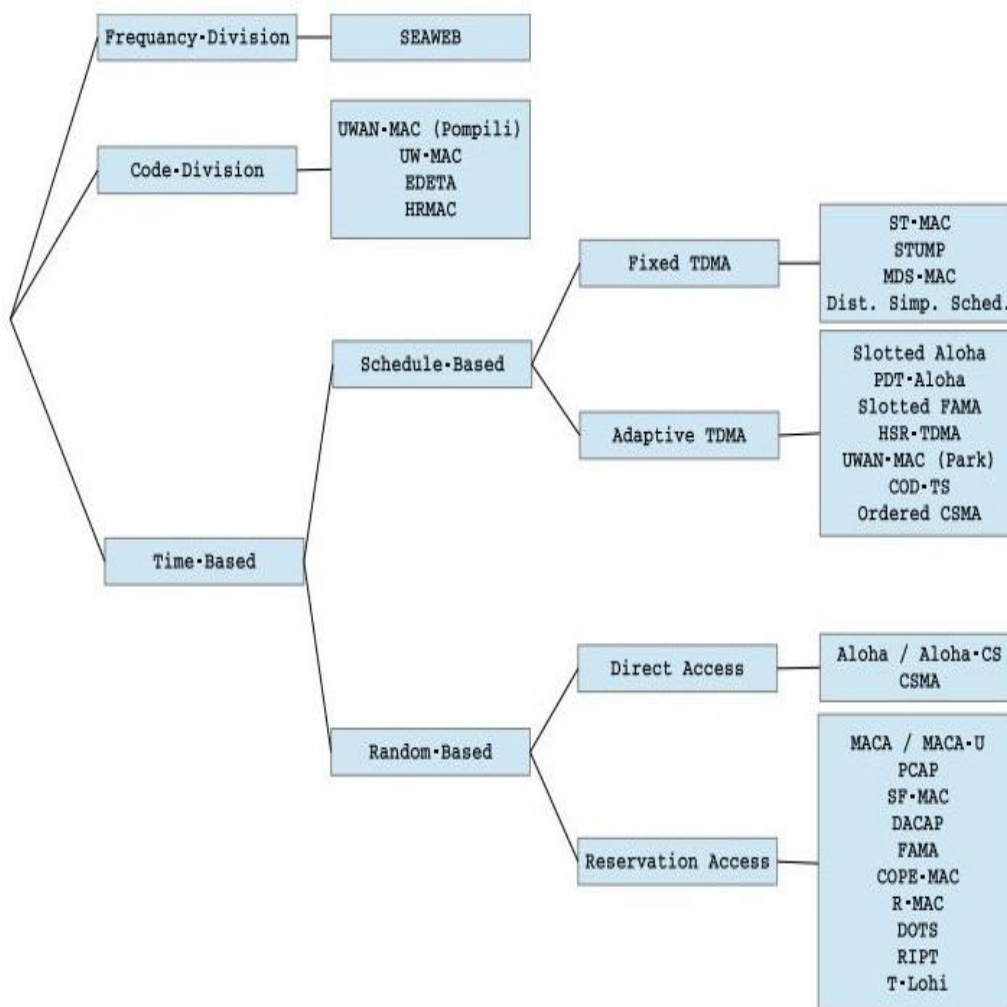 Frequancy-Division
SEAWEB
Code-Division
UWAN-MAC (Pompili)
UW-MAC
EDETA
HRMAC
Time-Based
Schedule-Based
Fixed TDMA
ST-MAC
STUMP
MDS-MAC
Dist. Simp. Sched.
Adaptive TDMA
Slotted Aloha
PDT-Aloha
Slotted FAMA
HSR-TDMA
UWAN-MAC (Park)
COD-TS
Ordered CSMA
Random-Based
Direct Access
Aloha / Aloha-CS
CSMA
Reservation Access
MACA / MACA-U
PCAP
SF-MAC
DACAP
FAMA
COPE-MAC
R-MAC
DOTS
RIPT
T-Lohi